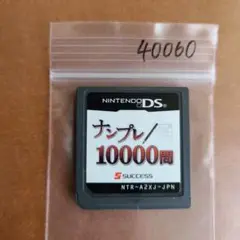 40060
NINTENDO DS
ナンプレ/
10000問
SUCCESS
NTR-AZXJ-JPN